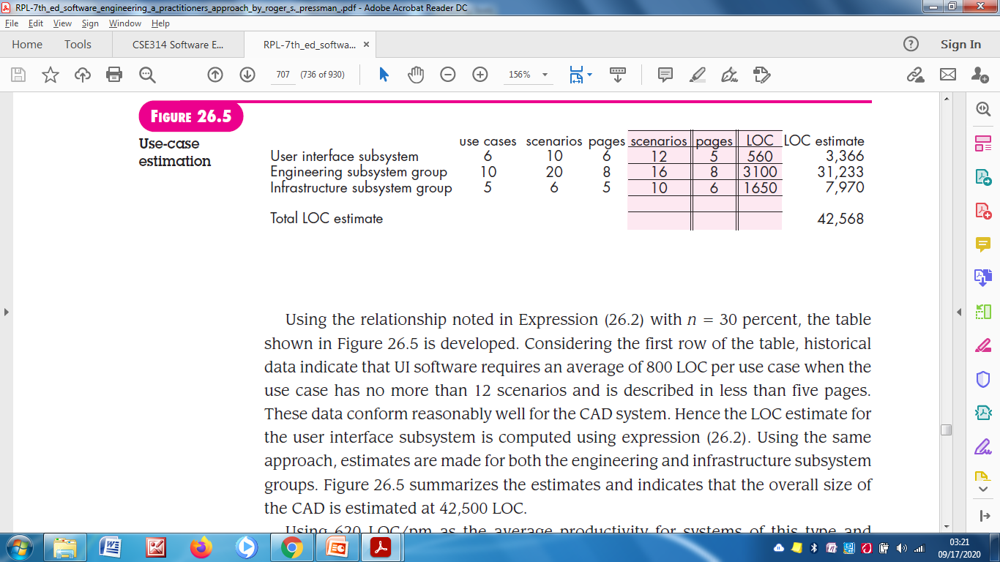 RPL-7th_ed_software_engineering_a_practitioners_approach_by_roger_s._pressman_.pdf - Adobe Acrobat Reader DC
File Edit View Sign Window Help
Home Tools CSE314 Software E... RPL-7th_ed_softwa... × ? Sign In
707 (736 of 930) 156%
FIGURE 26.5
Use-case
estimation
use cases scenarios pages scenarios pages LOC LOC estimate
User interface subsystem 6 10 6 12 5 560 3,366
Engineering subsystem group 10 20 8 16 8 3100 31,233
Infrastructure subsystem group 5 6 5 10 6 1650 7,970
Total LOC estimate 42,568
Using the relationship noted in Expression (26.2) with n = 30 percent, the table
shown in Figure 26.5 is developed. Considering the first row of the table, historical
data indicate that UI software requires an average of 800 LOC per use case when the
use case has no more than 12 scenarios and is described in less than five pages.
These data conform reasonably well for the CAD system. Hence the LOC estimate for
the user interface subsystem is computed using expression (26.2). Using the same
approach, estimates are made for both the engineering and infrastructure subsystem
groups. Figure 26.5 summarizes the estimates and indicates that the overall size of
the CAD is estimated at 42,500 LOC.
Using 620 LOC/pm as the average productivity for systems of this type and
03:21
09/17/2020